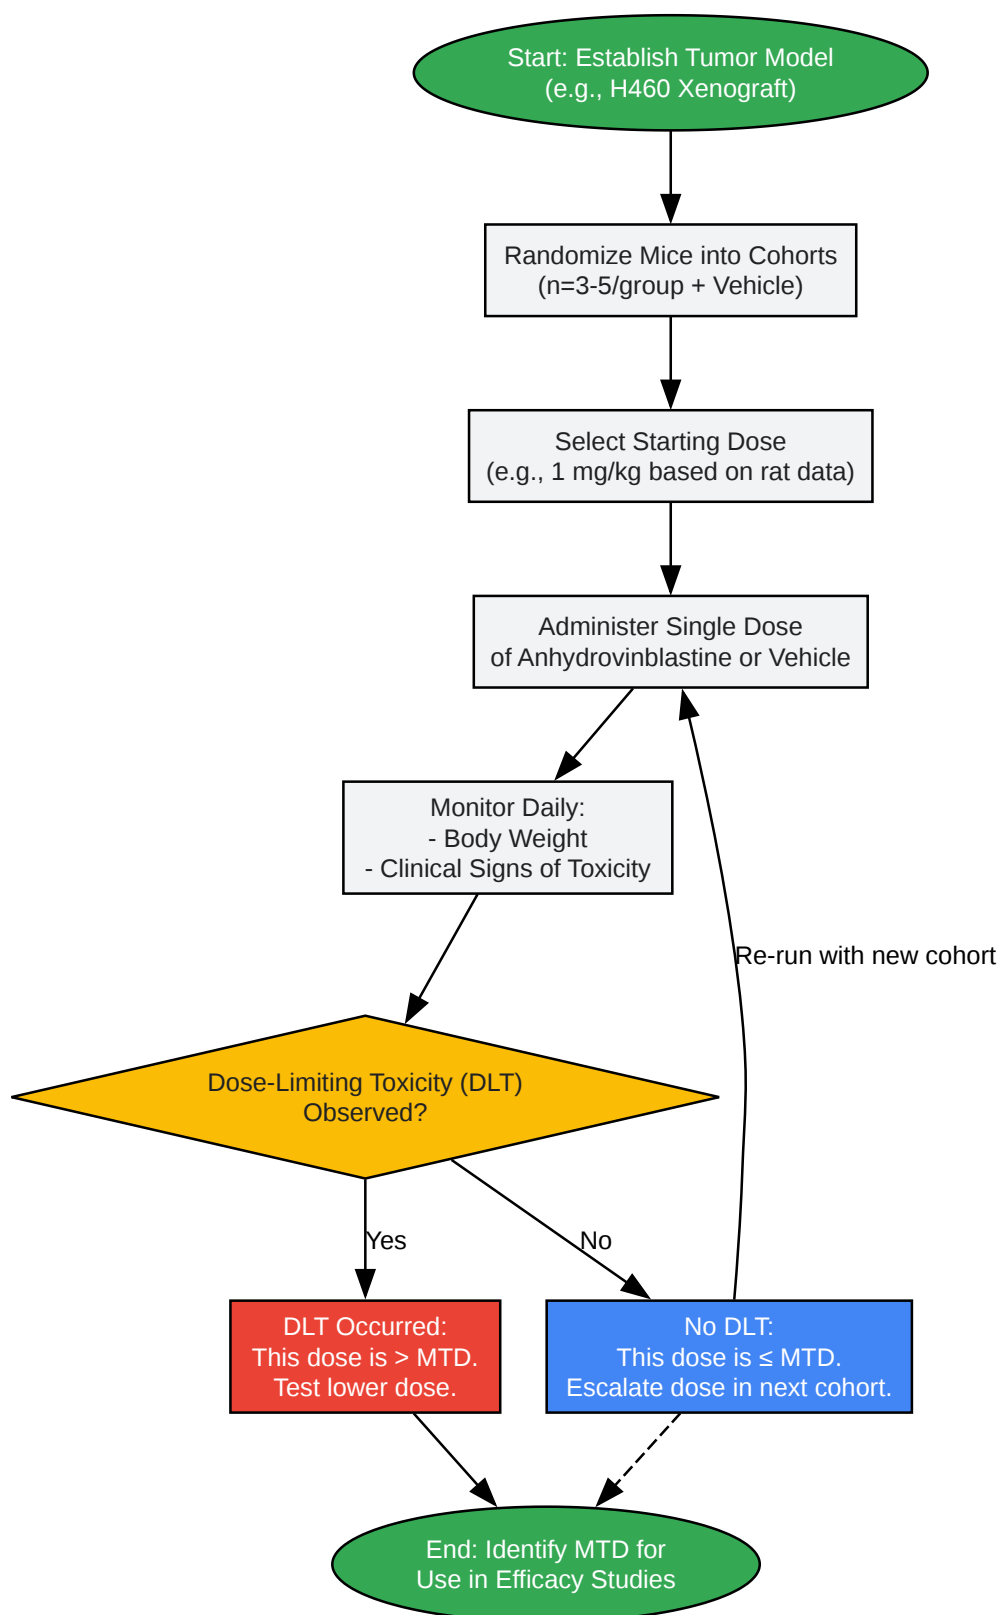 Start: Establish Tumor Model
(e.g., H460 Xenograft)
Randomize Mice into Cohorts
(n=3-5/group + Vehicle)
Select Starting Dose
(e.g., 1 mg/kg based on rat data)
Administer Single Dose
of Anhydrovinblastine or Vehicle
Monitor Daily:
- Body Weight
- Clinical Signs of Toxicity
Re-run with new cohort
Dose-Limiting Toxicity (DLT)
Observed?
Yes
No
DLT Occurred:
This dose is > MTD.
Test lower dose.
No DLT:
This dose is ≤ MTD.
Escalate dose in next cohort.
End: Identify MTD for
Use in Efficacy Studies